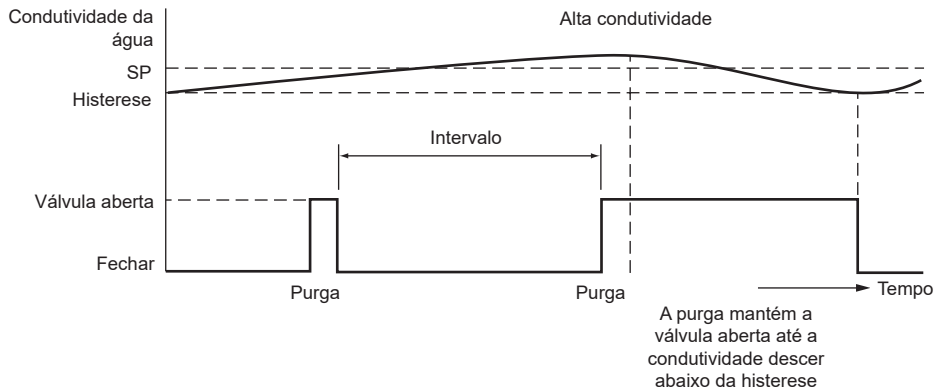 Condutividade da
água
Alta condutividade
SP
Histerese
Intervalo
Válvula aberta
Fechar
Purga
Purga
Tempo
A purga mantém a
válvula aberta até a
condutividade descer
abaixo da histerese